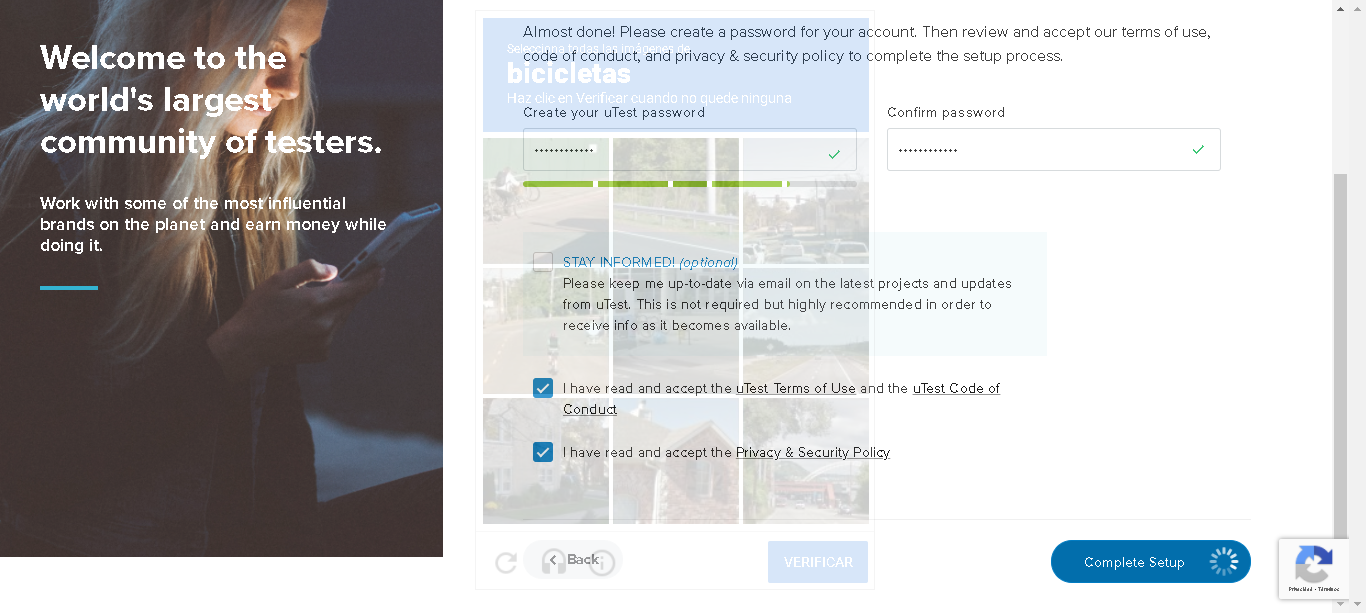 Welcome to the
world's largest
community of testers.
Work with some of the most influential
brands on the planet and earn money while
doing it.
Almost done! Please create a password for your account. Then review and accept our terms of use,
code of conduct, and privacy & security policy to complete the setup process.
Selecciona todas las imágenes de
bicicletas
Haz clic en Verificar cuando no quede ninguna
Create your uTest password
Confirm password
STAY INFORMED! (optional)
Please keep me up-to-date via email on the latest projects and updates
from uTest. This is not required but highly recommended in order to
receive info as it becomes available.
I have read and accept the uTest Terms of Use and the uTest Code of
Conduct
I have read and accept the Privacy & Security Policy
Back
VERIFICAR
Complete Setup
Privacidad - Términos